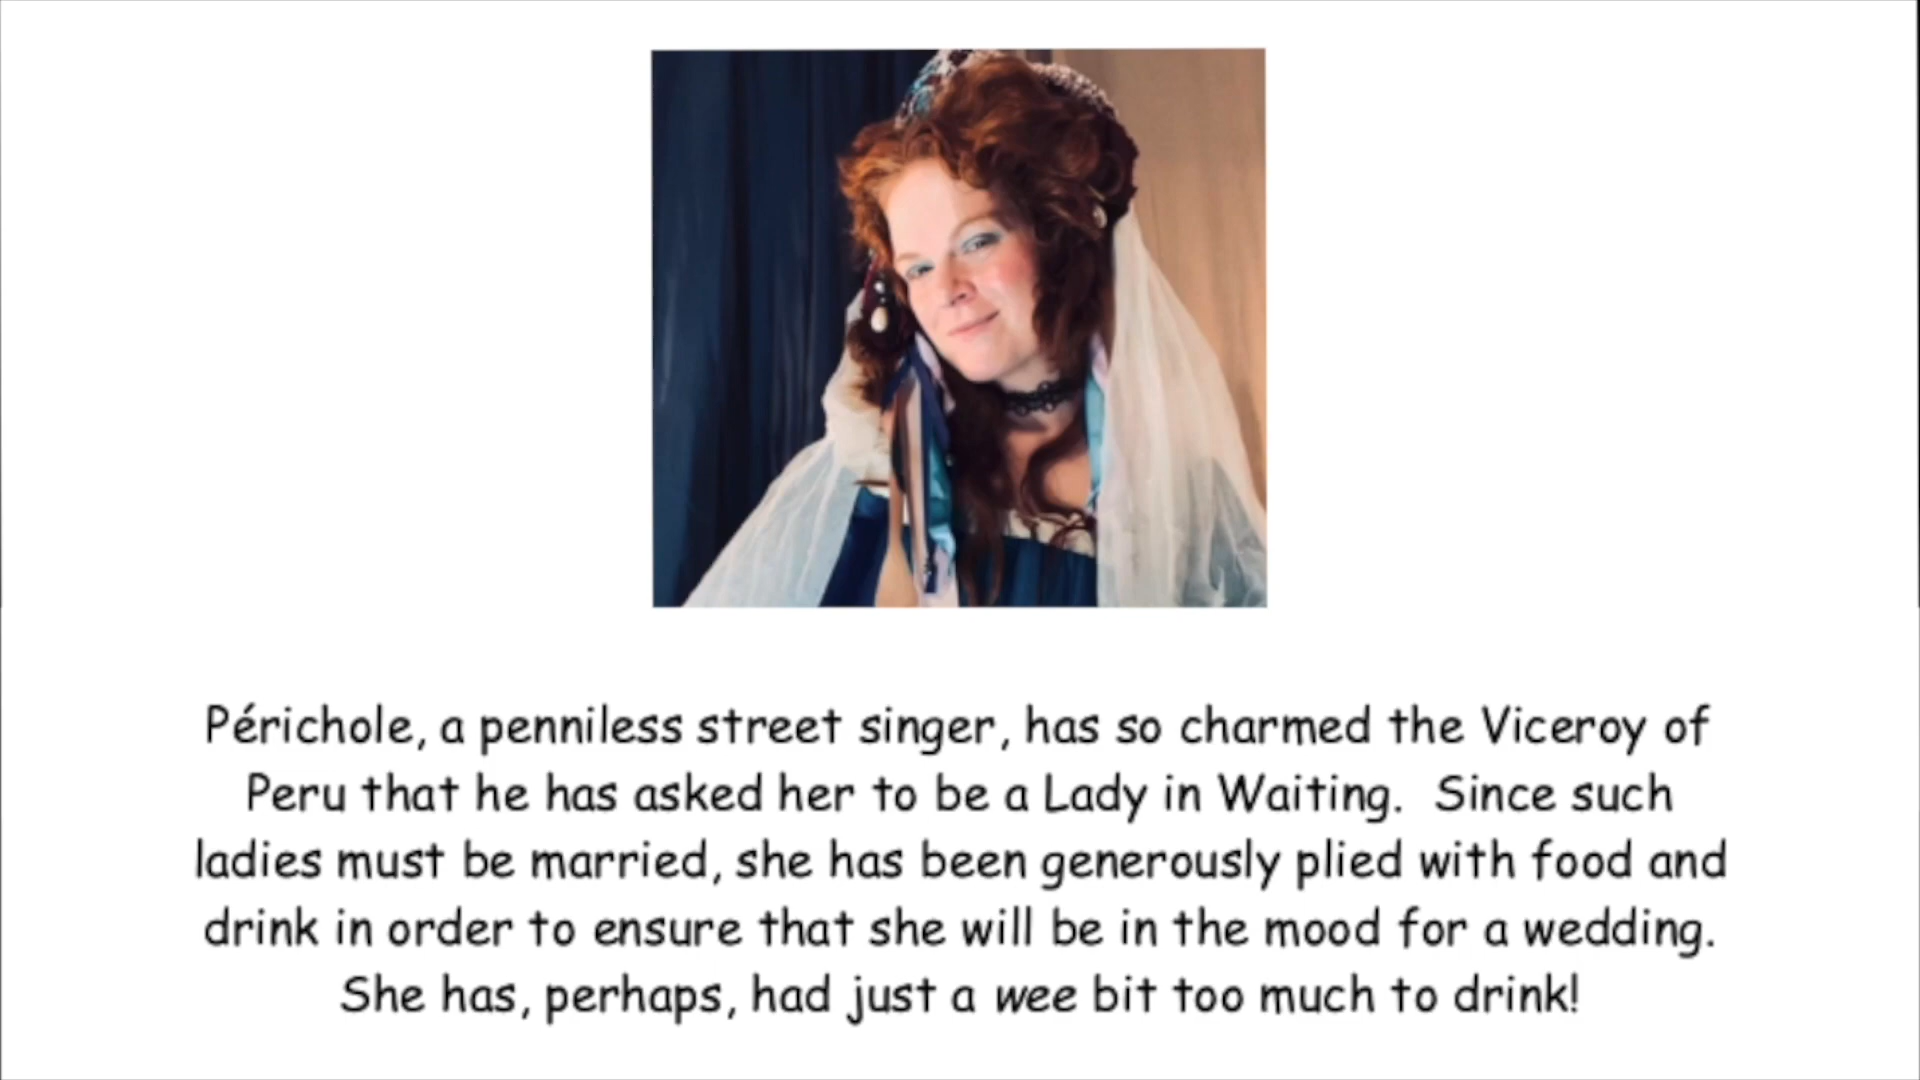 Périchole, a penniless street singer, has so charmed the Viceroy of
Peru that he has asked her to be a Lady in Waiting.  Since such
ladies must be married, she has been generously plied with food and
drink in order to ensure that she will be in the mood for a wedding.
She has, perhaps, had just a wee bit too much to drink!